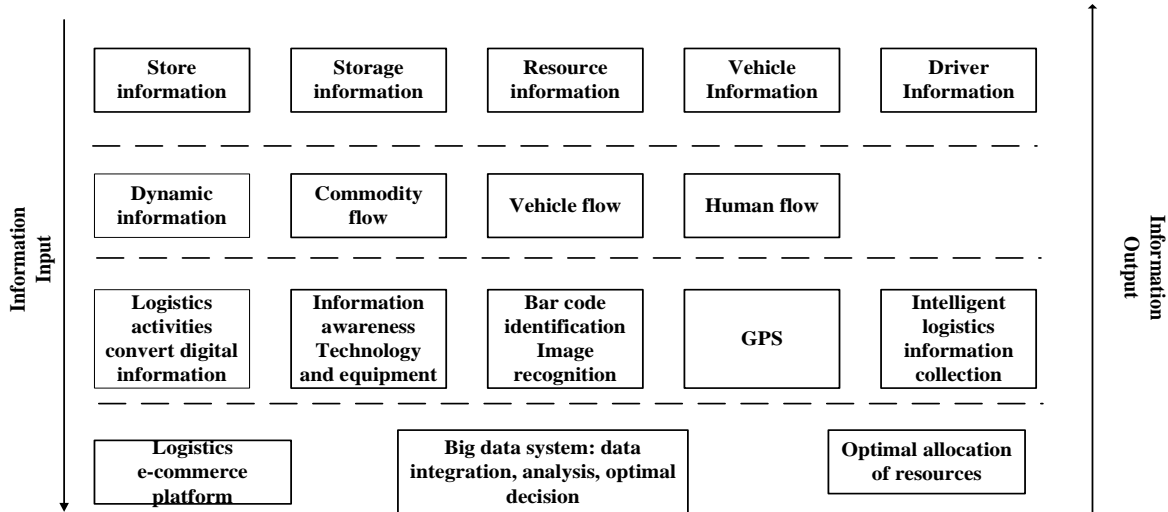 Store
information
Storage
information
Resource
information
Vehicle
Information
Driver
Information
Dynamic
information
Commodity
flow
Vehicle flow
Human flow
Information
Input
Information
Output
Logistics
activities
convert digital
information
Information
awareness
Technology
and equipment
Bar code
identification
Image
recognition
GPS
Intelligent
logistics
information
collection
Logistics
e-commerce
platform
Big data system: data
integration, analysis, optimal
decision
Optimal allocation
of resources